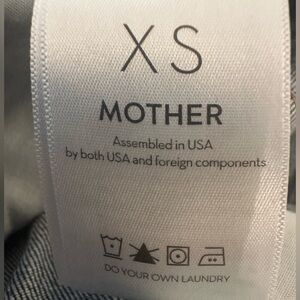 XS
MOTHER
Assembled in USA
by both USA and foreign components
DO YOUR OWN LAUNDRY